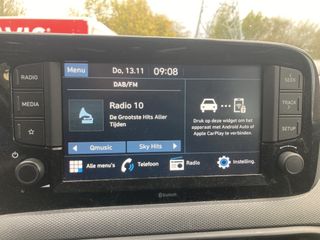 AVIS
RADIO
MEDIA
Menu
Do, 13.11
09:08
DAB/FM
Radio 10
De Grootste Hits Aller
Tijden
Qmusic
Sky Hits
Druk op deze widget om het
apparaat met Android Auto of
Apple CarPlay te verbinden.
Alle menu's
Telefoon
Radio
Instelling.
Bluetooth
SEEK
TRACK
SETUP